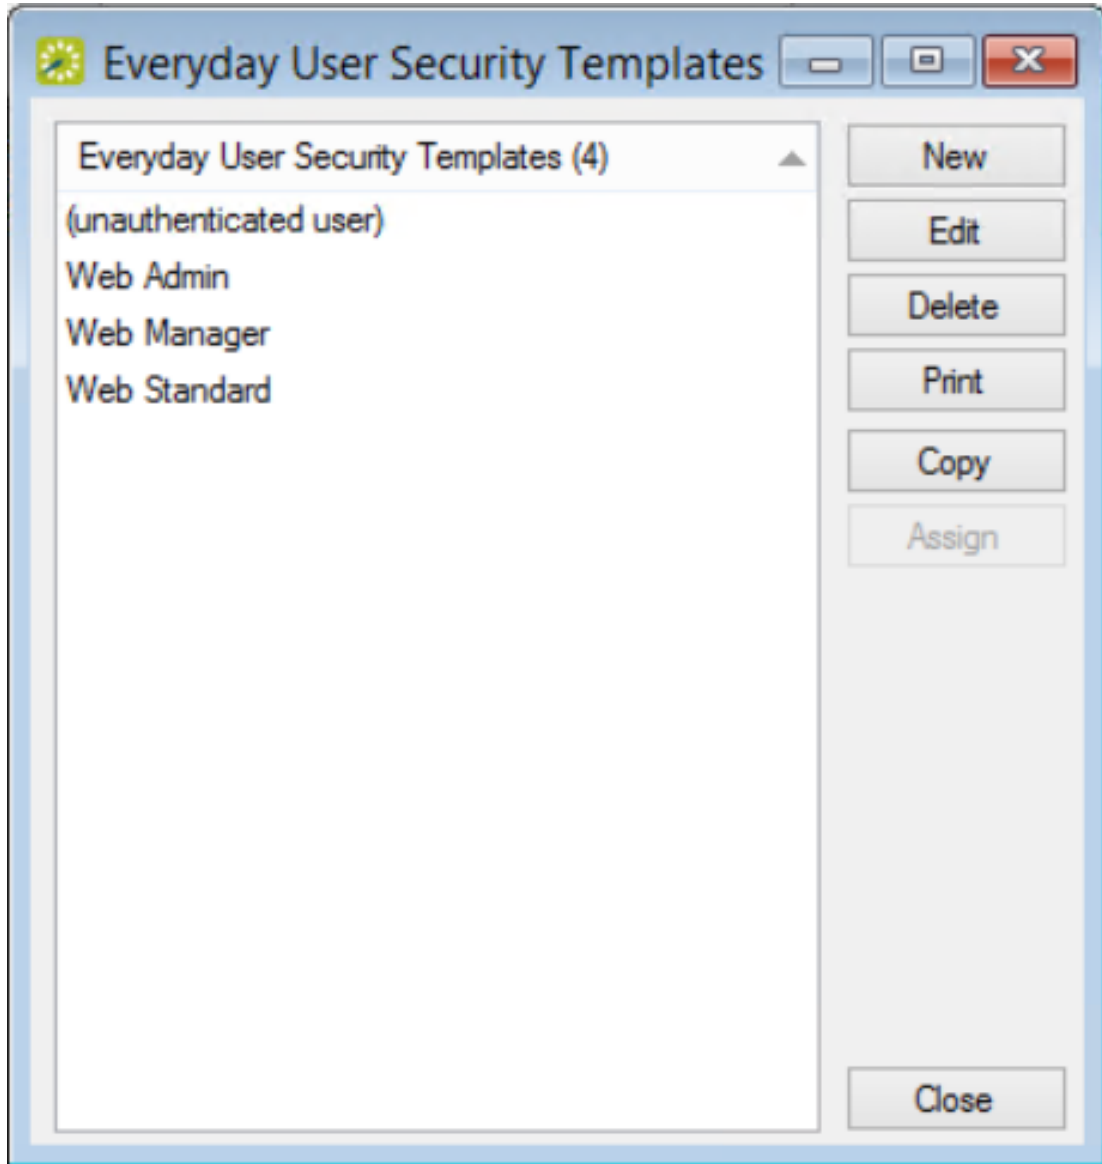 Everyday User Security Templates
Everyday User Security Templates (4)
(unauthenticated user)
Web Admin
Web Manager
Web Standard
New
Edit
Delete
Print
Copy
Assign
Close